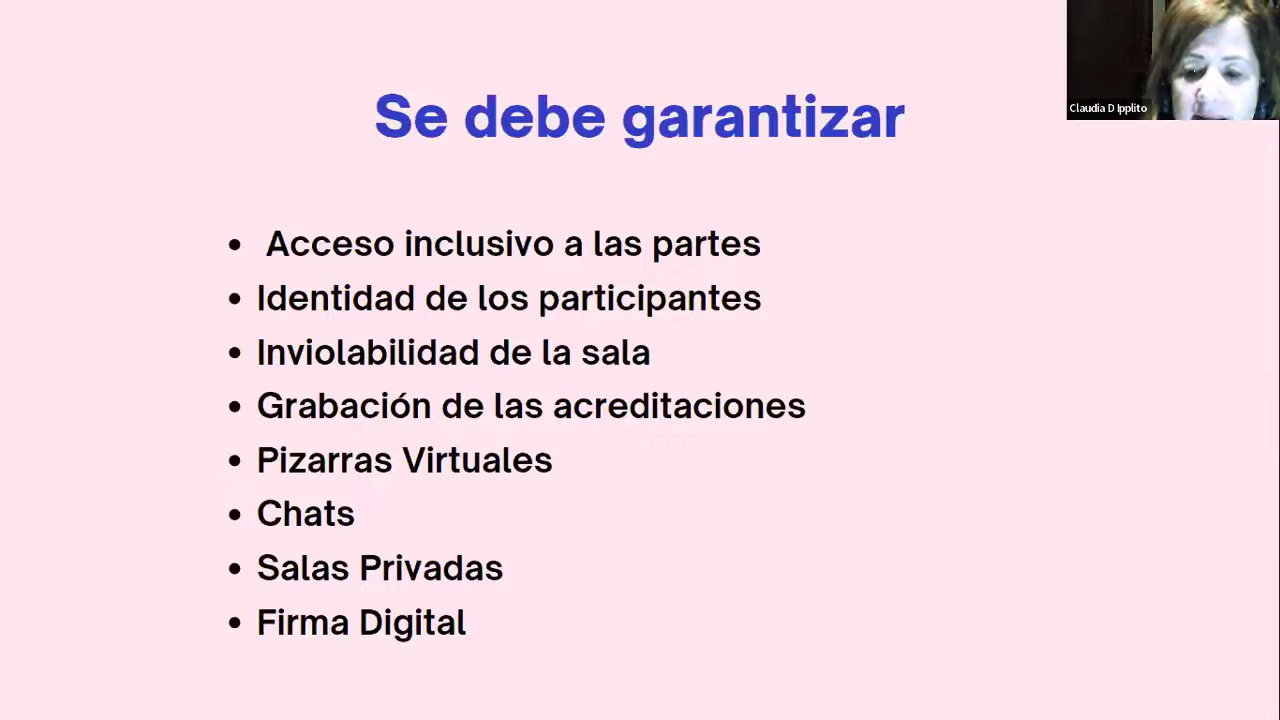 Se debe garantizar
Claudia D Ipplito
• Acceso inclusivo a las partes
• Identidad de los participantes
• Inviolabilidad de la sala
• Grabación de las acreditaciones
• Pizarras Virtuales
• Chats
• Salas Privadas
• Firma Digital